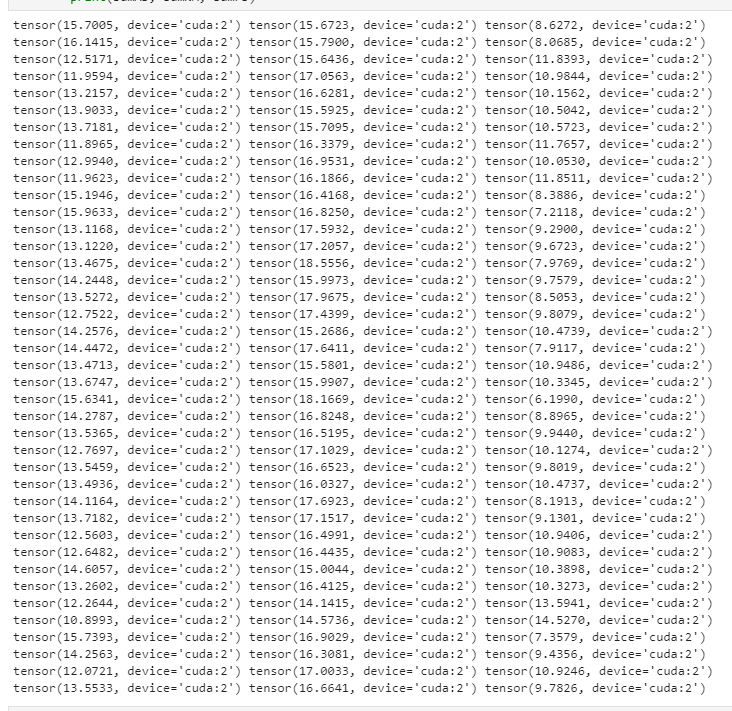 tensor(15.7005, device='cuda:2') tensor(15.6723, device='cuda:2') tensor(8.6272, device='cuda:2')
tensor(16.1415, device='cuda:2') tensor(15.7900, device='cuda:2') tensor(8.0685, device='cuda:2')
tensor(12.5171, device='cuda:2') tensor(15.6436, device='cuda:2') tensor(11.8393, device='cuda:2')
tensor(11.9594, device='cuda:2') tensor(17.0563, device='cuda:2') tensor(10.9844, device='cuda:2')
tensor(13.2157, device='cuda:2') tensor(16.6281, device='cuda:2') tensor(10.1562, device='cuda:2')
tensor(13.9033, device='cuda:2') tensor(15.5925, device='cuda:2') tensor(10.5042, device='cuda:2')
tensor(13.7181, device='cuda:2') tensor(15.7095, device='cuda:2') tensor(10.5723, device='cuda:2')
tensor(11.8965, device='cuda:2') tensor(16.3379, device='cuda:2') tensor(11.7657, device='cuda:2')
tensor(12.9940, device='cuda:2') tensor(16.9531, device='cuda:2') tensor(10.0530, device='cuda:2')
tensor(11.9623, device='cuda:2') tensor(16.1866, device='cuda:2') tensor(11.8511, device='cuda:2')
tensor(15.1946, device='cuda:2') tensor(16.4168, device='cuda:2') tensor(8.3886, device='cuda:2')
tensor(15.9633, device='cuda:2') tensor(16.8250, device='cuda:2') tensor(7.2118, device='cuda:2')
tensor(13.1168, device='cuda:2') tensor(17.5932, device='cuda:2') tensor(9.2900, device='cuda:2')
tensor(13.1220, device='cuda:2') tensor(17.2057, device='cuda:2') tensor(9.6723, device='cuda:2')
tensor(13.4675, device='cuda:2') tensor(18.5556, device='cuda:2') tensor(7.9769, device='cuda:2')
tensor(14.2448, device='cuda:2') tensor(15.9973, device='cuda:2') tensor(9.7579, device='cuda:2')
tensor(13.5272, device='cuda:2') tensor(17.9675, device='cuda:2') tensor(8.5053, device='cuda:2')
tensor(12.7522, device='cuda:2') tensor(17.4399, device='cuda:2') tensor(9.8079, device='cuda:2')
tensor(14.2576, device='cuda:2') tensor(15.2686, device='cuda:2') tensor(10.4739, device='cuda:2')
tensor(14.4472, device='cuda:2') tensor(17.6411, device='cuda:2') tensor(7.9117, device='cuda:2')
tensor(13.4713, device='cuda:2') tensor(15.5801, device='cuda:2') tensor(10.9486, device='cuda:2')
tensor(13.6747, device='cuda:2') tensor(15.9907, device='cuda:2') tensor(10.3345, device='cuda:2')
tensor(15.6341, device='cuda:2') tensor(18.1669, device='cuda:2') tensor(6.1990, device='cuda:2')
tensor(14.2787, device='cuda:2') tensor(16.8248, device='cuda:2') tensor(8.8965, device='cuda:2')
tensor(13.5365, device='cuda:2') tensor(16.5195, device='cuda:2') tensor(9.9440, device='cuda:2')
tensor(12.7697, device='cuda:2') tensor(17.1029, device='cuda:2') tensor(10.1274, device='cuda:2')
tensor(13.5459, device='cuda:2') tensor(16.6523, device='cuda:2') tensor(9.8019, device='cuda:2')
tensor(13.4936, device='cuda:2') tensor(16.0327, device='cuda:2') tensor(10.4737, device='cuda:2')
tensor(14.1164, device='cuda:2') tensor(17.6923, device='cuda:2') tensor(8.1913, device='cuda:2')
tensor(13.7182, device='cuda:2') tensor(17.1517, device='cuda:2') tensor(9.1301, device='cuda:2')
tensor(12.5603, device='cuda:2') tensor(16.4991, device='cuda:2') tensor(10.9406, device='cuda:2')
tensor(12.6482, device='cuda:2') tensor(16.4435, device='cuda:2') tensor(10.9083, device='cuda:2')
tensor(14.6057, device='cuda:2') tensor(15.0044, device='cuda:2') tensor(10.3898, device='cuda:2')
tensor(13.2602, device='cuda:2') tensor(16.4125, device='cuda:2') tensor(10.3273, device='cuda:2')
tensor(12.2644, device='cuda:2') tensor(14.1415, device='cuda:2') tensor(13.5941, device='cuda:2')
tensor(10.8993, device='cuda:2') tensor(14.5736, device='cuda:2') tensor(14.5270, device='cuda:2')
tensor(15.7393, device='cuda:2') tensor(16.9029, device='cuda:2') tensor(7.3579, device='cuda:2')
tensor(14.2563, device='cuda:2') tensor(16.3081, device='cuda:2') tensor(9.4356, device='cuda:2')
tensor(12.0721, device='cuda:2') tensor(17.0033, device='cuda:2') tensor(10.9246, device='cuda:2')
tensor(13.5533, device='cuda:2') tensor(16.6641, device='cuda:2') tensor(9.7826, device='cuda:2')